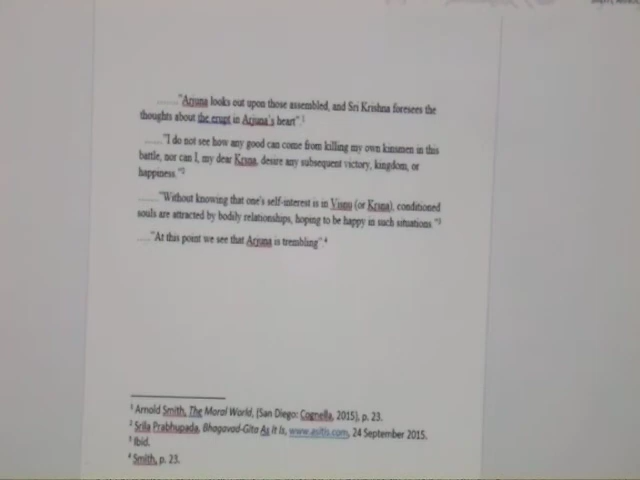 ......."Arjuna looks out upon those assembled, and Sri Krishna foresees the
thoughts about the erupt in Arjuna's heart".1
......"I do not see how any good can come from killing my own kinsmen in this
battle, nor can I, my dear Krsna, desire any subsequent victory, kingdom, or
happiness."2
......."Without knowing that one's self-interest is in Visnu (or Krsna), conditioned
souls are attracted by bodily relationships, hoping to be happy in such situations."3
....."At this point we see that Arjuna is trembling".4
1 Arnold Smith, The Moral World, (San Diego: Cognella, 2015), p. 23.
2 Srila Prabhupada, Bhagavad-Gita As It Is, www.asitis.com, 24 September 2015.
3 Ibid.
4 Smith, p. 23.